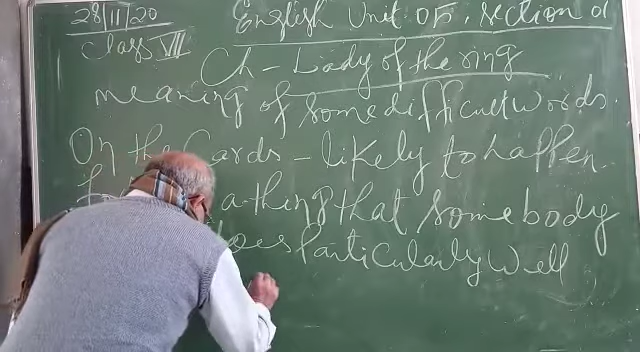 28/11/20 English Unit 05, Section 01
Class VII
Ch - Lady of the ring
meaning of some difficult words.
On the Cards - likely to happen.
a thing that somebody
does particularly well